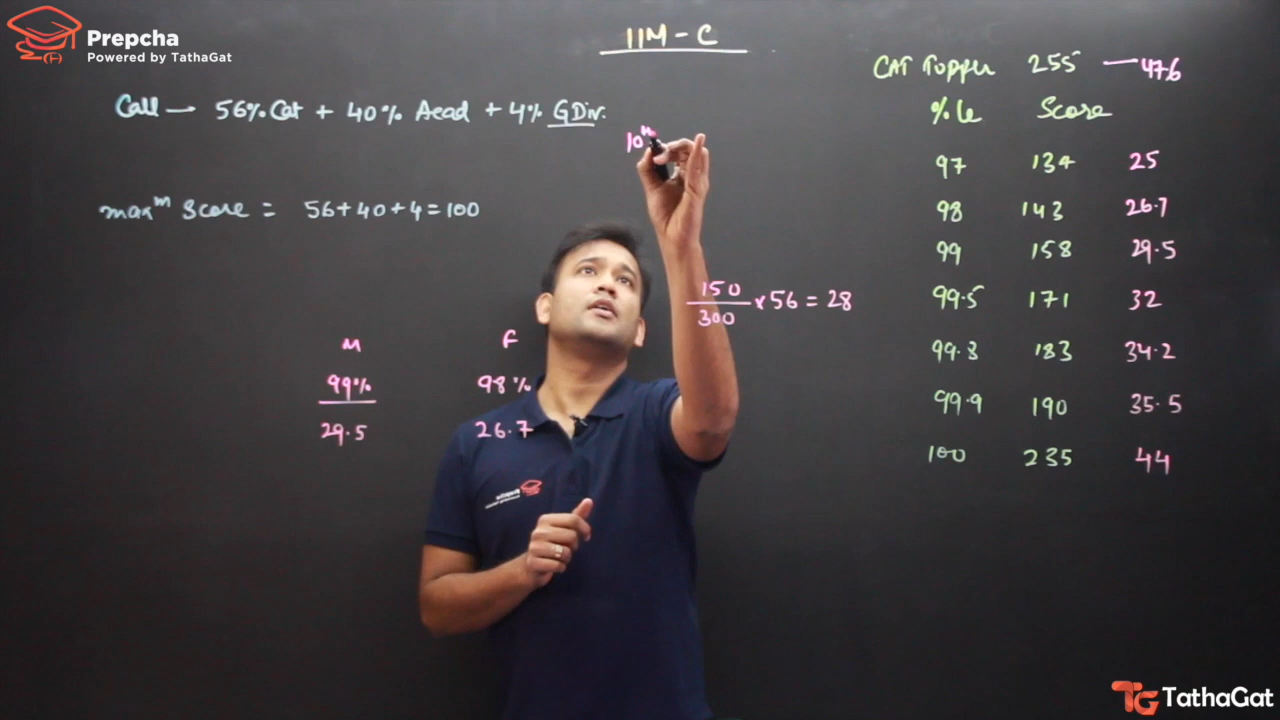 Prepcha
Powered by TathaGat
IIM - C
Call → 56% Cat + 40% Acad + 4% GDiv.
10th
max^m Score = 56+40+4=100
150/300 × 56 = 28
M F
99% 98%
29.5 26.7
CAT Topper 255 — 47.6
%le Score
97 134 25
98 143 26.7
99 158 29.5
99.5 171 32
99.8 183 34.2
99.9 190 35.5
100 235 44
TG TathaGat